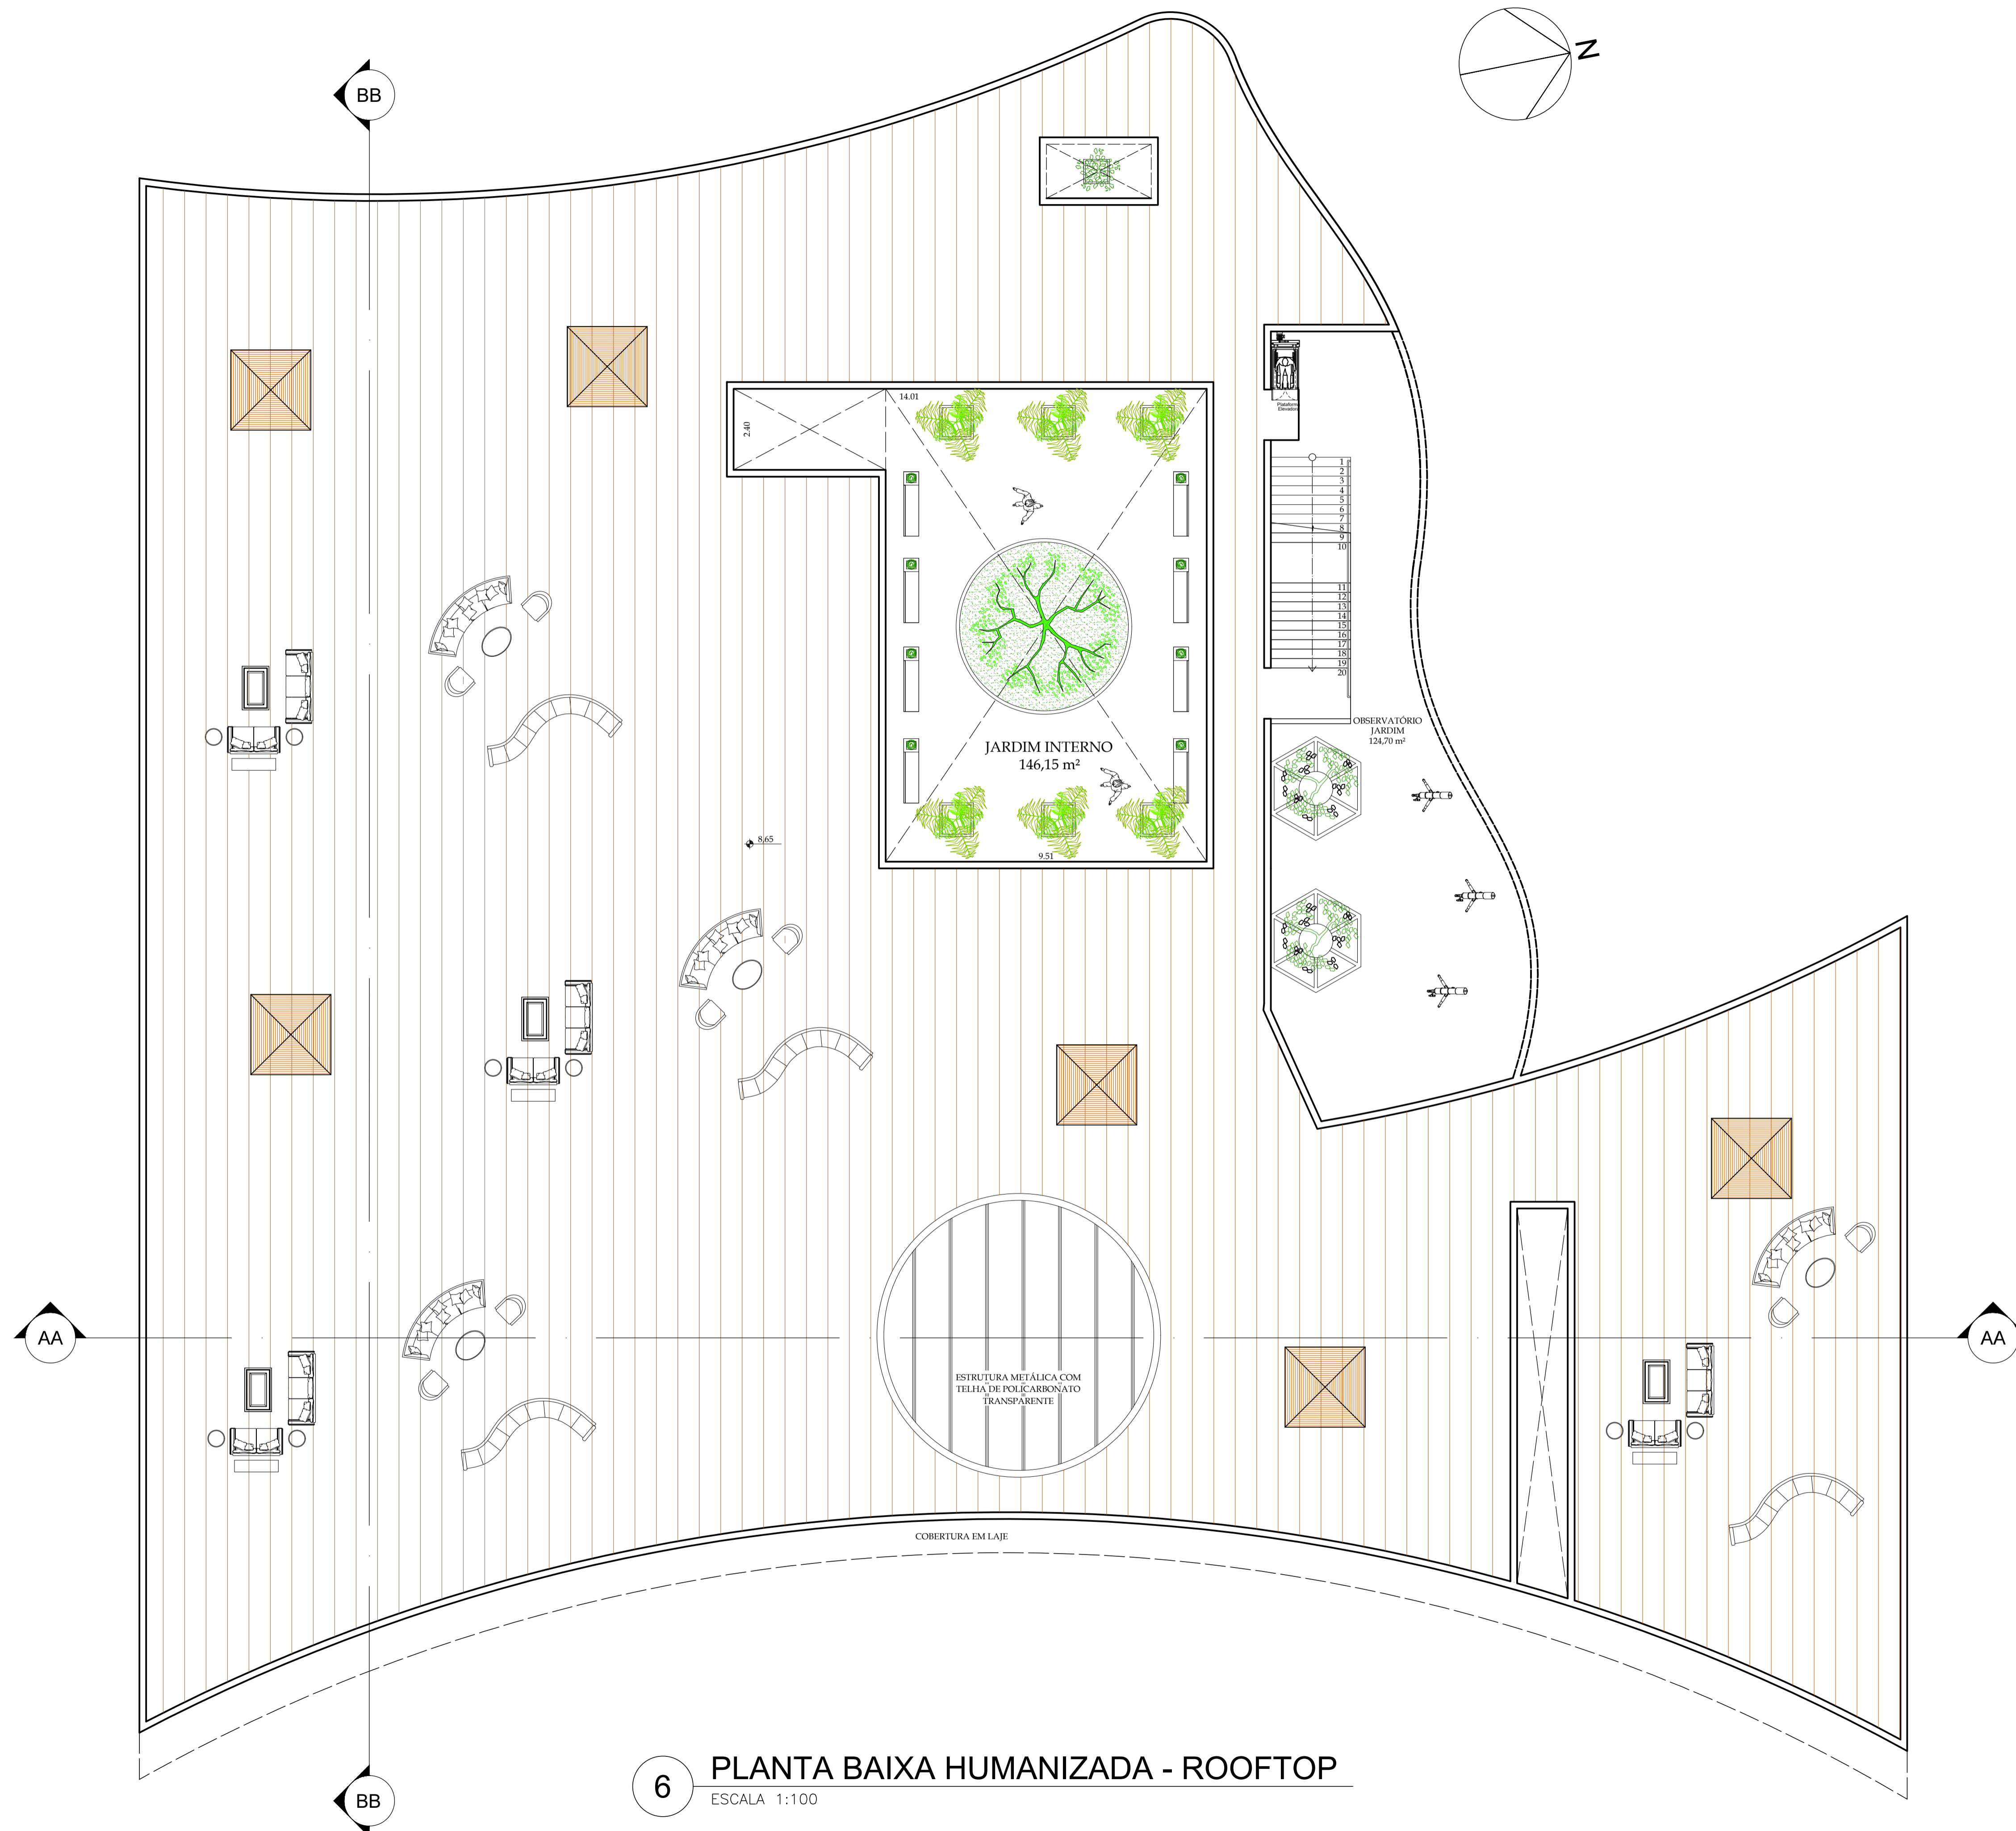 N
BB
14.01
2.40
Plataforma
Elevadora
1
2
3
4
5
6
7
8
9
10
11
12
13
14
15
16
17
18
19
20
OBSERVATÓRIO
JARDIM
124,70 m²
JARDIM INTERNO
146,15 m²
8.65
9.51
AA
AA
ESTRUTURA METÁLICA COM
TELHA DE POLICARBONATO
TRANSPARENTE
COBERTURA EM LAJE
6
PLANTA BAIXA HUMANIZADA - ROOFTOP
ESCALA 1:100
BB